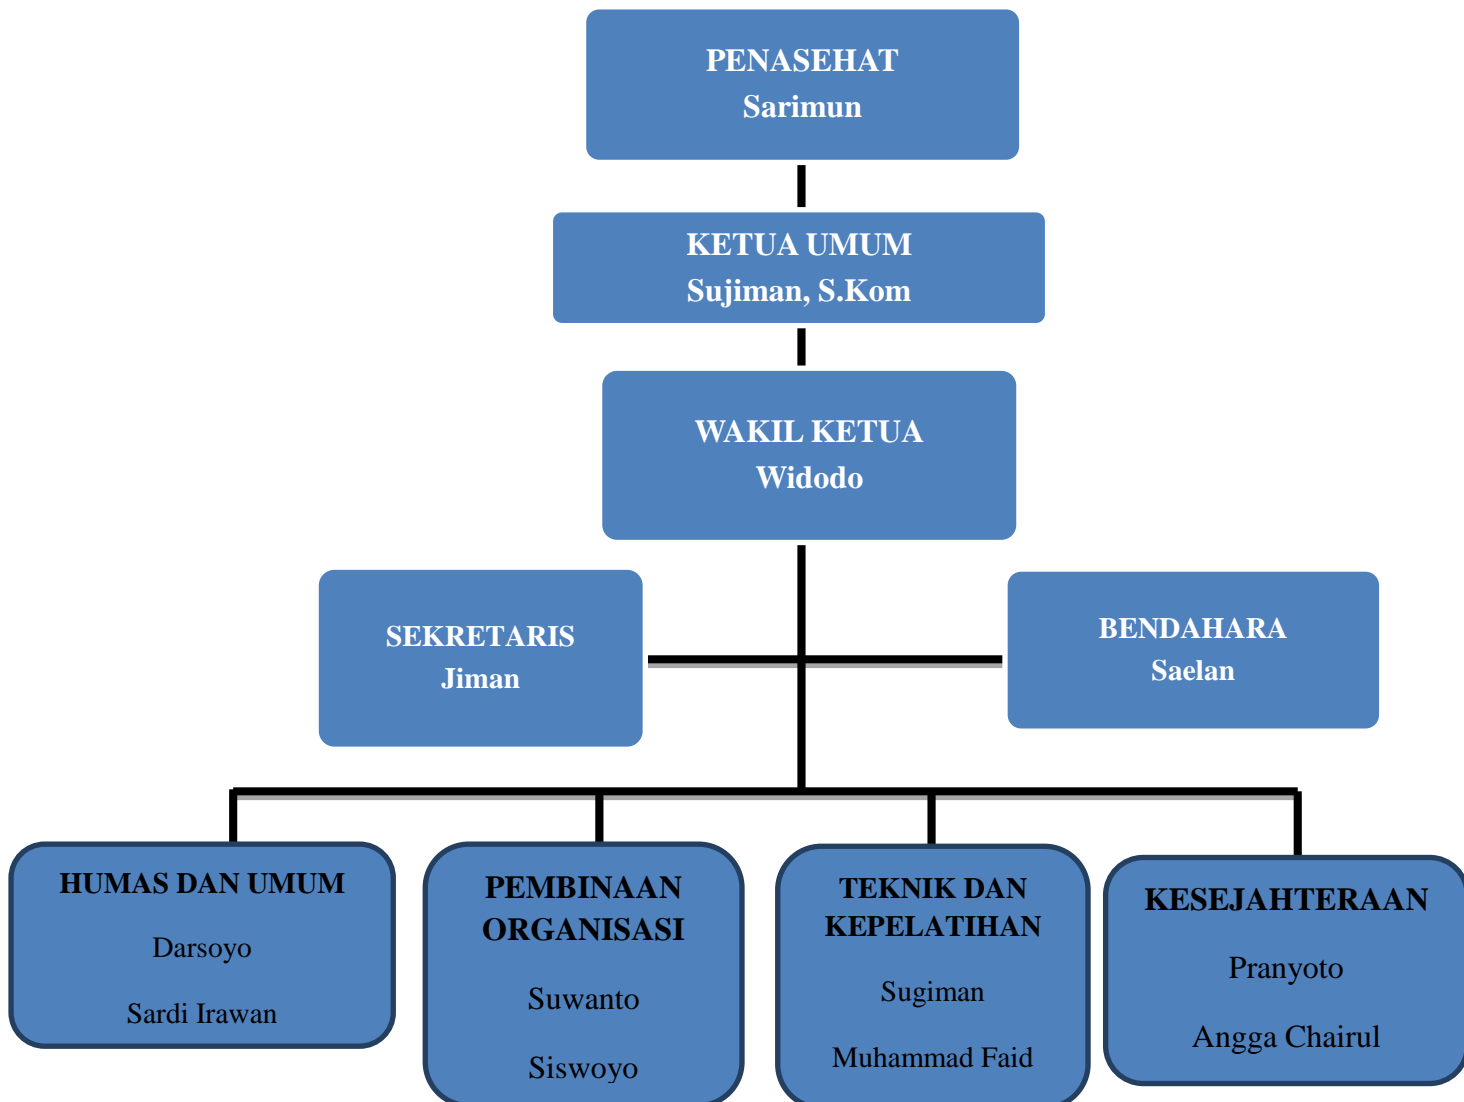 PENASEHAT
Sarimun
KETUA UMUM
Sujiman, S.Kom
WAKIL KETUA
Widodo
SEKRETARIS
Jiman
BENDAHARA
Saelan
HUMAS DAN UMUM
Darsoyo
Sardi Irawan
PEMBINAAN
ORGANISASI
Suwanto
Siswoyo
TEKNIK DAN
KEPELATIHAN
Sugiman
Muhammad Faid
KESEJAHTERAAN
Pranyoto
Angga Chairul